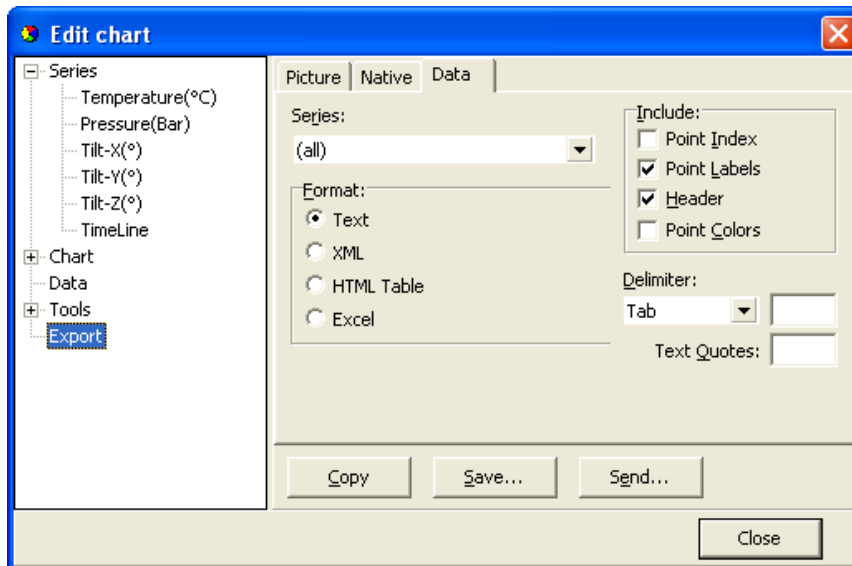 Edit chart
Series
Temperature(°C)
Pressure(Bar)
Tilt-X(°)
Tilt-Y(°)
Tilt-Z(°)
TimeLine
Chart
Data
Tools
Export
Picture Native Data
Series:
(all)
Format:
Text
XML
HTML Table
Excel
Include:
Point Index
Point Labels
Header
Point Colors
Delimiter:
Tab
Text Quotes:
Copy Save... Send...
Close